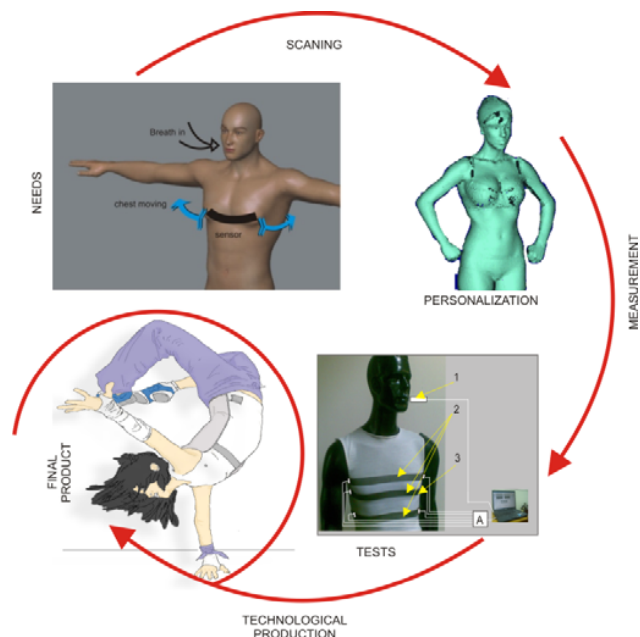 SCANING
NEEDS
Breath in
chest moving
sensor
PERSONALIZATION
MEASUREMENT
1
2
3
A
TESTS
FINAL
PRODUCT
TECHNOLOGICAL
PRODUCTION